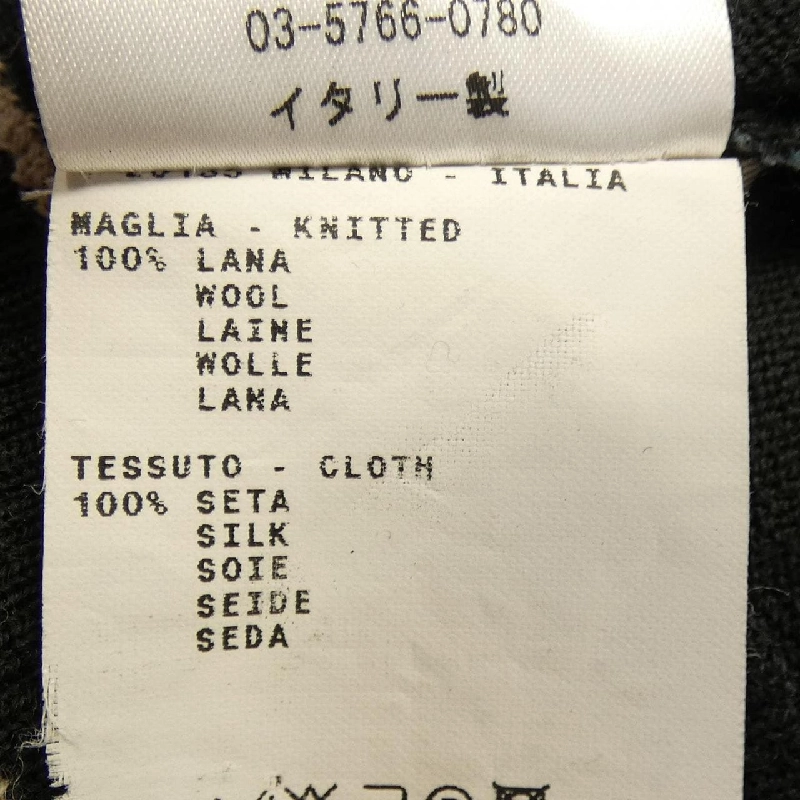 03-5766-0780
イタリー製
MILANO - ITALIA
MAGLIA - KNITTED
100% LANA
WOOL
LAINE
WOLLE
LANA
TESSUTO - CLOTH
100% SETA
SILK
SOIE
SEIDE
SEDA